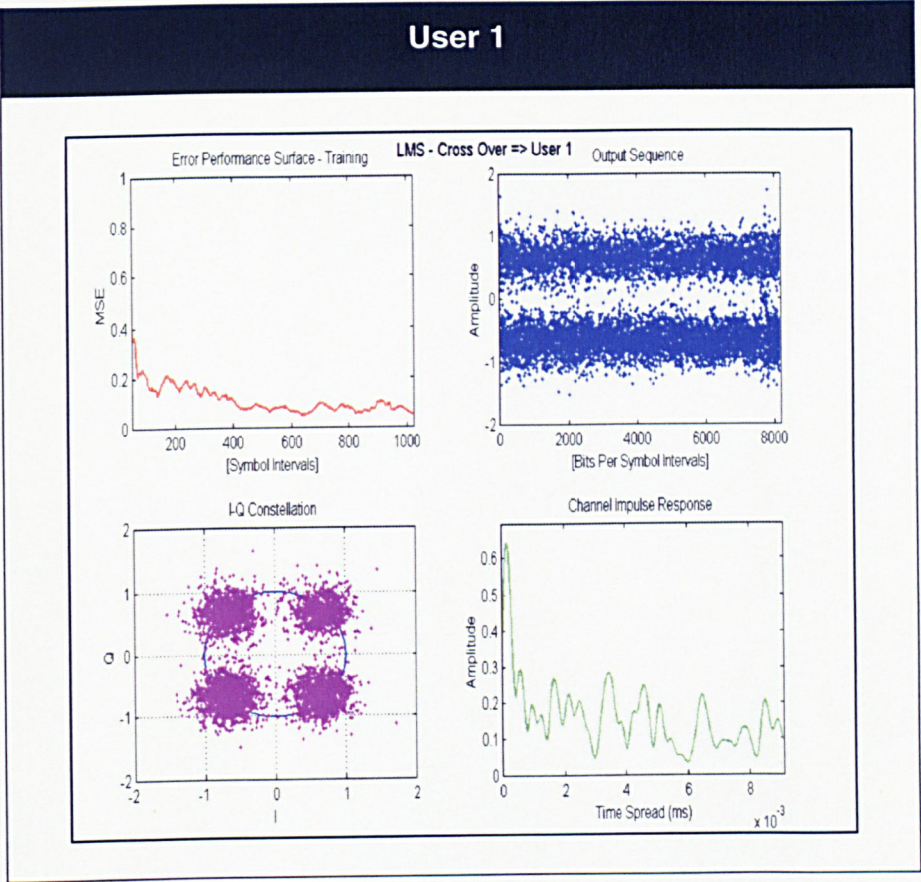 User 1
LMS - Cross Over => User 1
Error Performance Surface - Training
MSE
1
0.8
0.6
0.4
0.2
0
200
400
600
800
1000
[Symbol Intervals]
Output Sequence
Amplitude
2
1
0
-1
-2
0
2000
4000
6000
8000
[Bits Per Symbol Intervals]
I-Q Constellation
Q
2
1
0
-1
-2
-2
-1
0
1
2
I
Channel Impulse Response
Amplitude
0.6
0.5
0.4
0.3
0.2
0.1
0
0
2
4
6
8
Time Spread (ms)
x 10-3